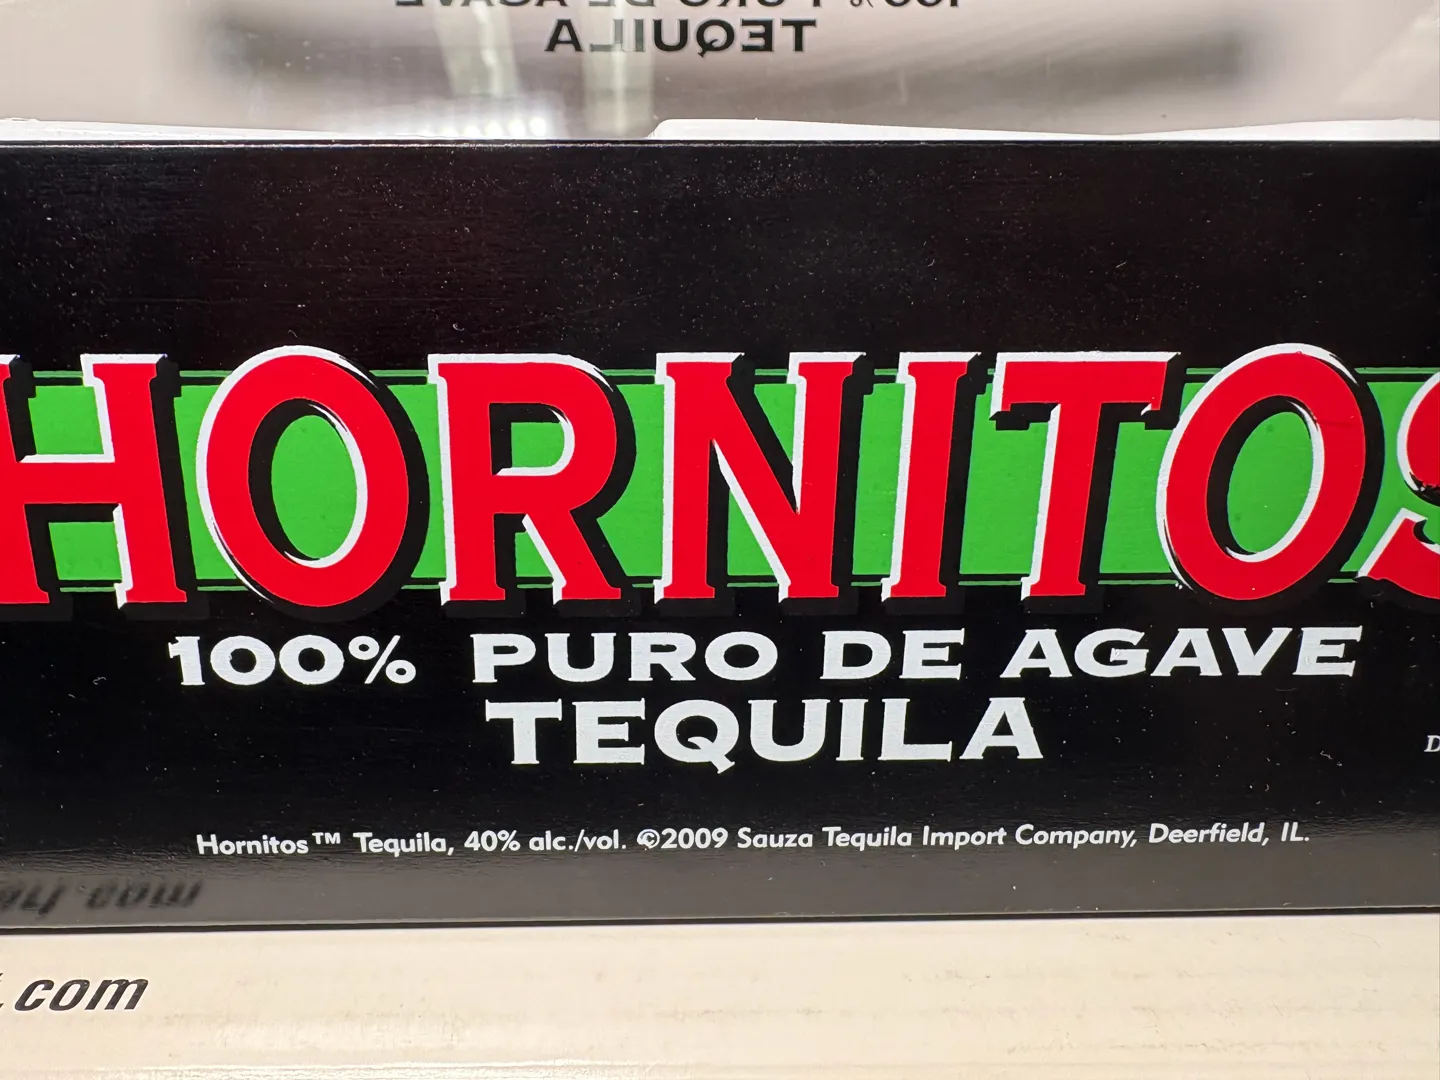 TEQUILA
HORNITOS
100% PURO DE AGAVE
TEQUILA
Hornitos™ Tequila, 40% alc./vol. ©2009 Sauza Tequila Import Company, Deerfield, IL.
.com